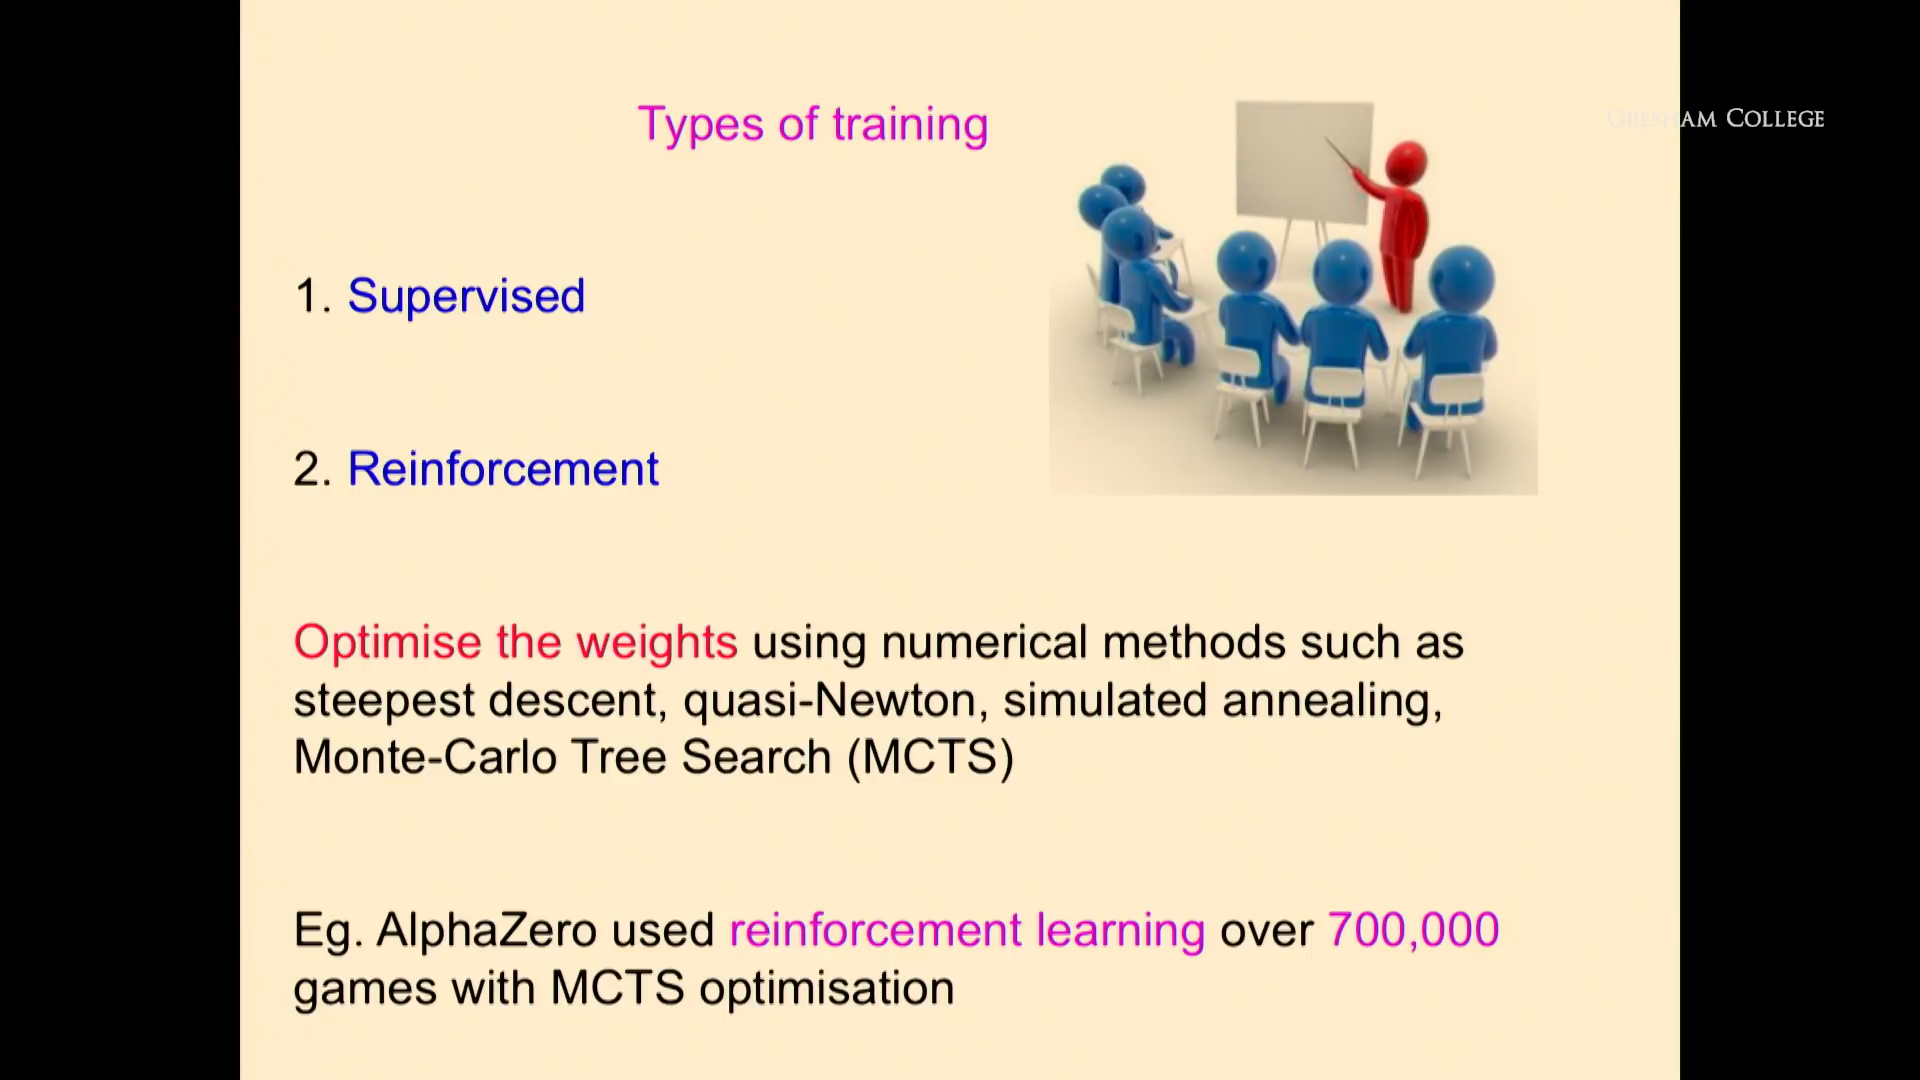 Types of training
GRESHAM COLLEGE
1. Supervised
2. Reinforcement
Optimise the weights using numerical methods such as
steepest descent, quasi-Newton, simulated annealing,
Monte-Carlo Tree Search (MCTS)
Eg. AlphaZero used reinforcement learning over 700,000
games with MCTS optimisation